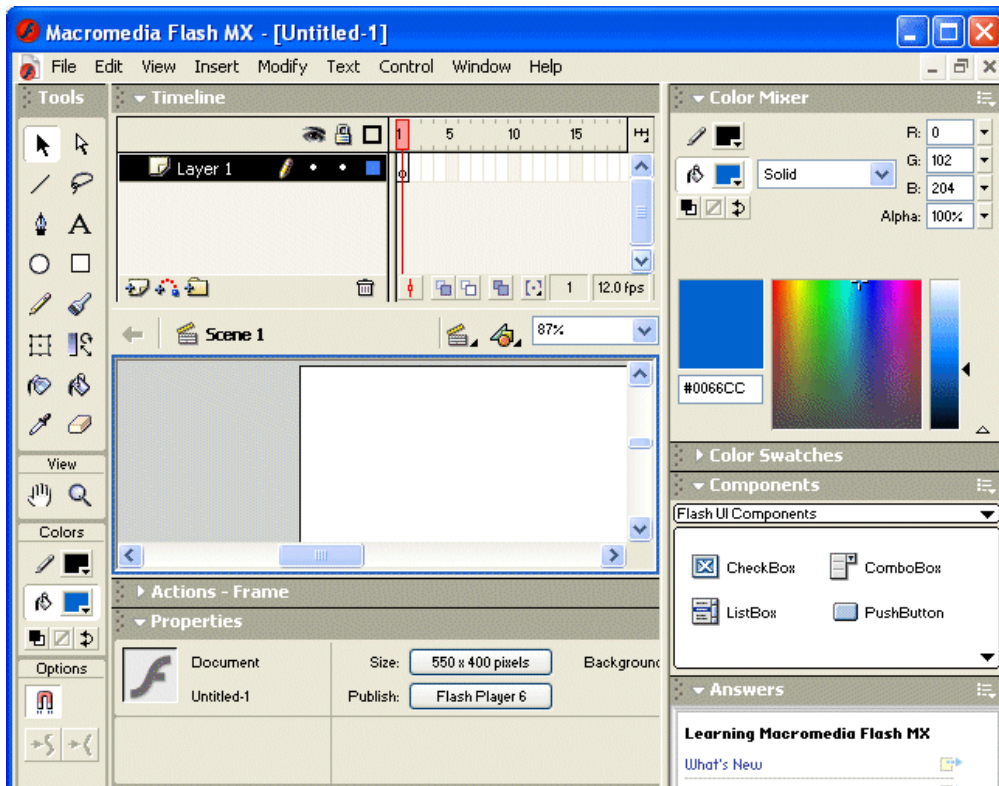 Macromedia Flash MX - [Untitled-1]
File Edit View Insert Modify Text Control Window Help
Tools
Timeline
1 5 10 15
Layer 1
1 12.0 fps
Scene 1
87%
A
View
Colors
Options
Actions - Frame
Properties
Document
Untitled-1
Size: 550 x 400 pixels
Background
Publish: Flash Player 6
Color Mixer
R: 0
Solid
G: 102
B: 204
Alpha: 100%
#0066CC
Color Swatches
Components
Flash UI Components
CheckBox
ComboBox
ListBox
PushButton
Answers
Learning Macromedia Flash MX
What's New